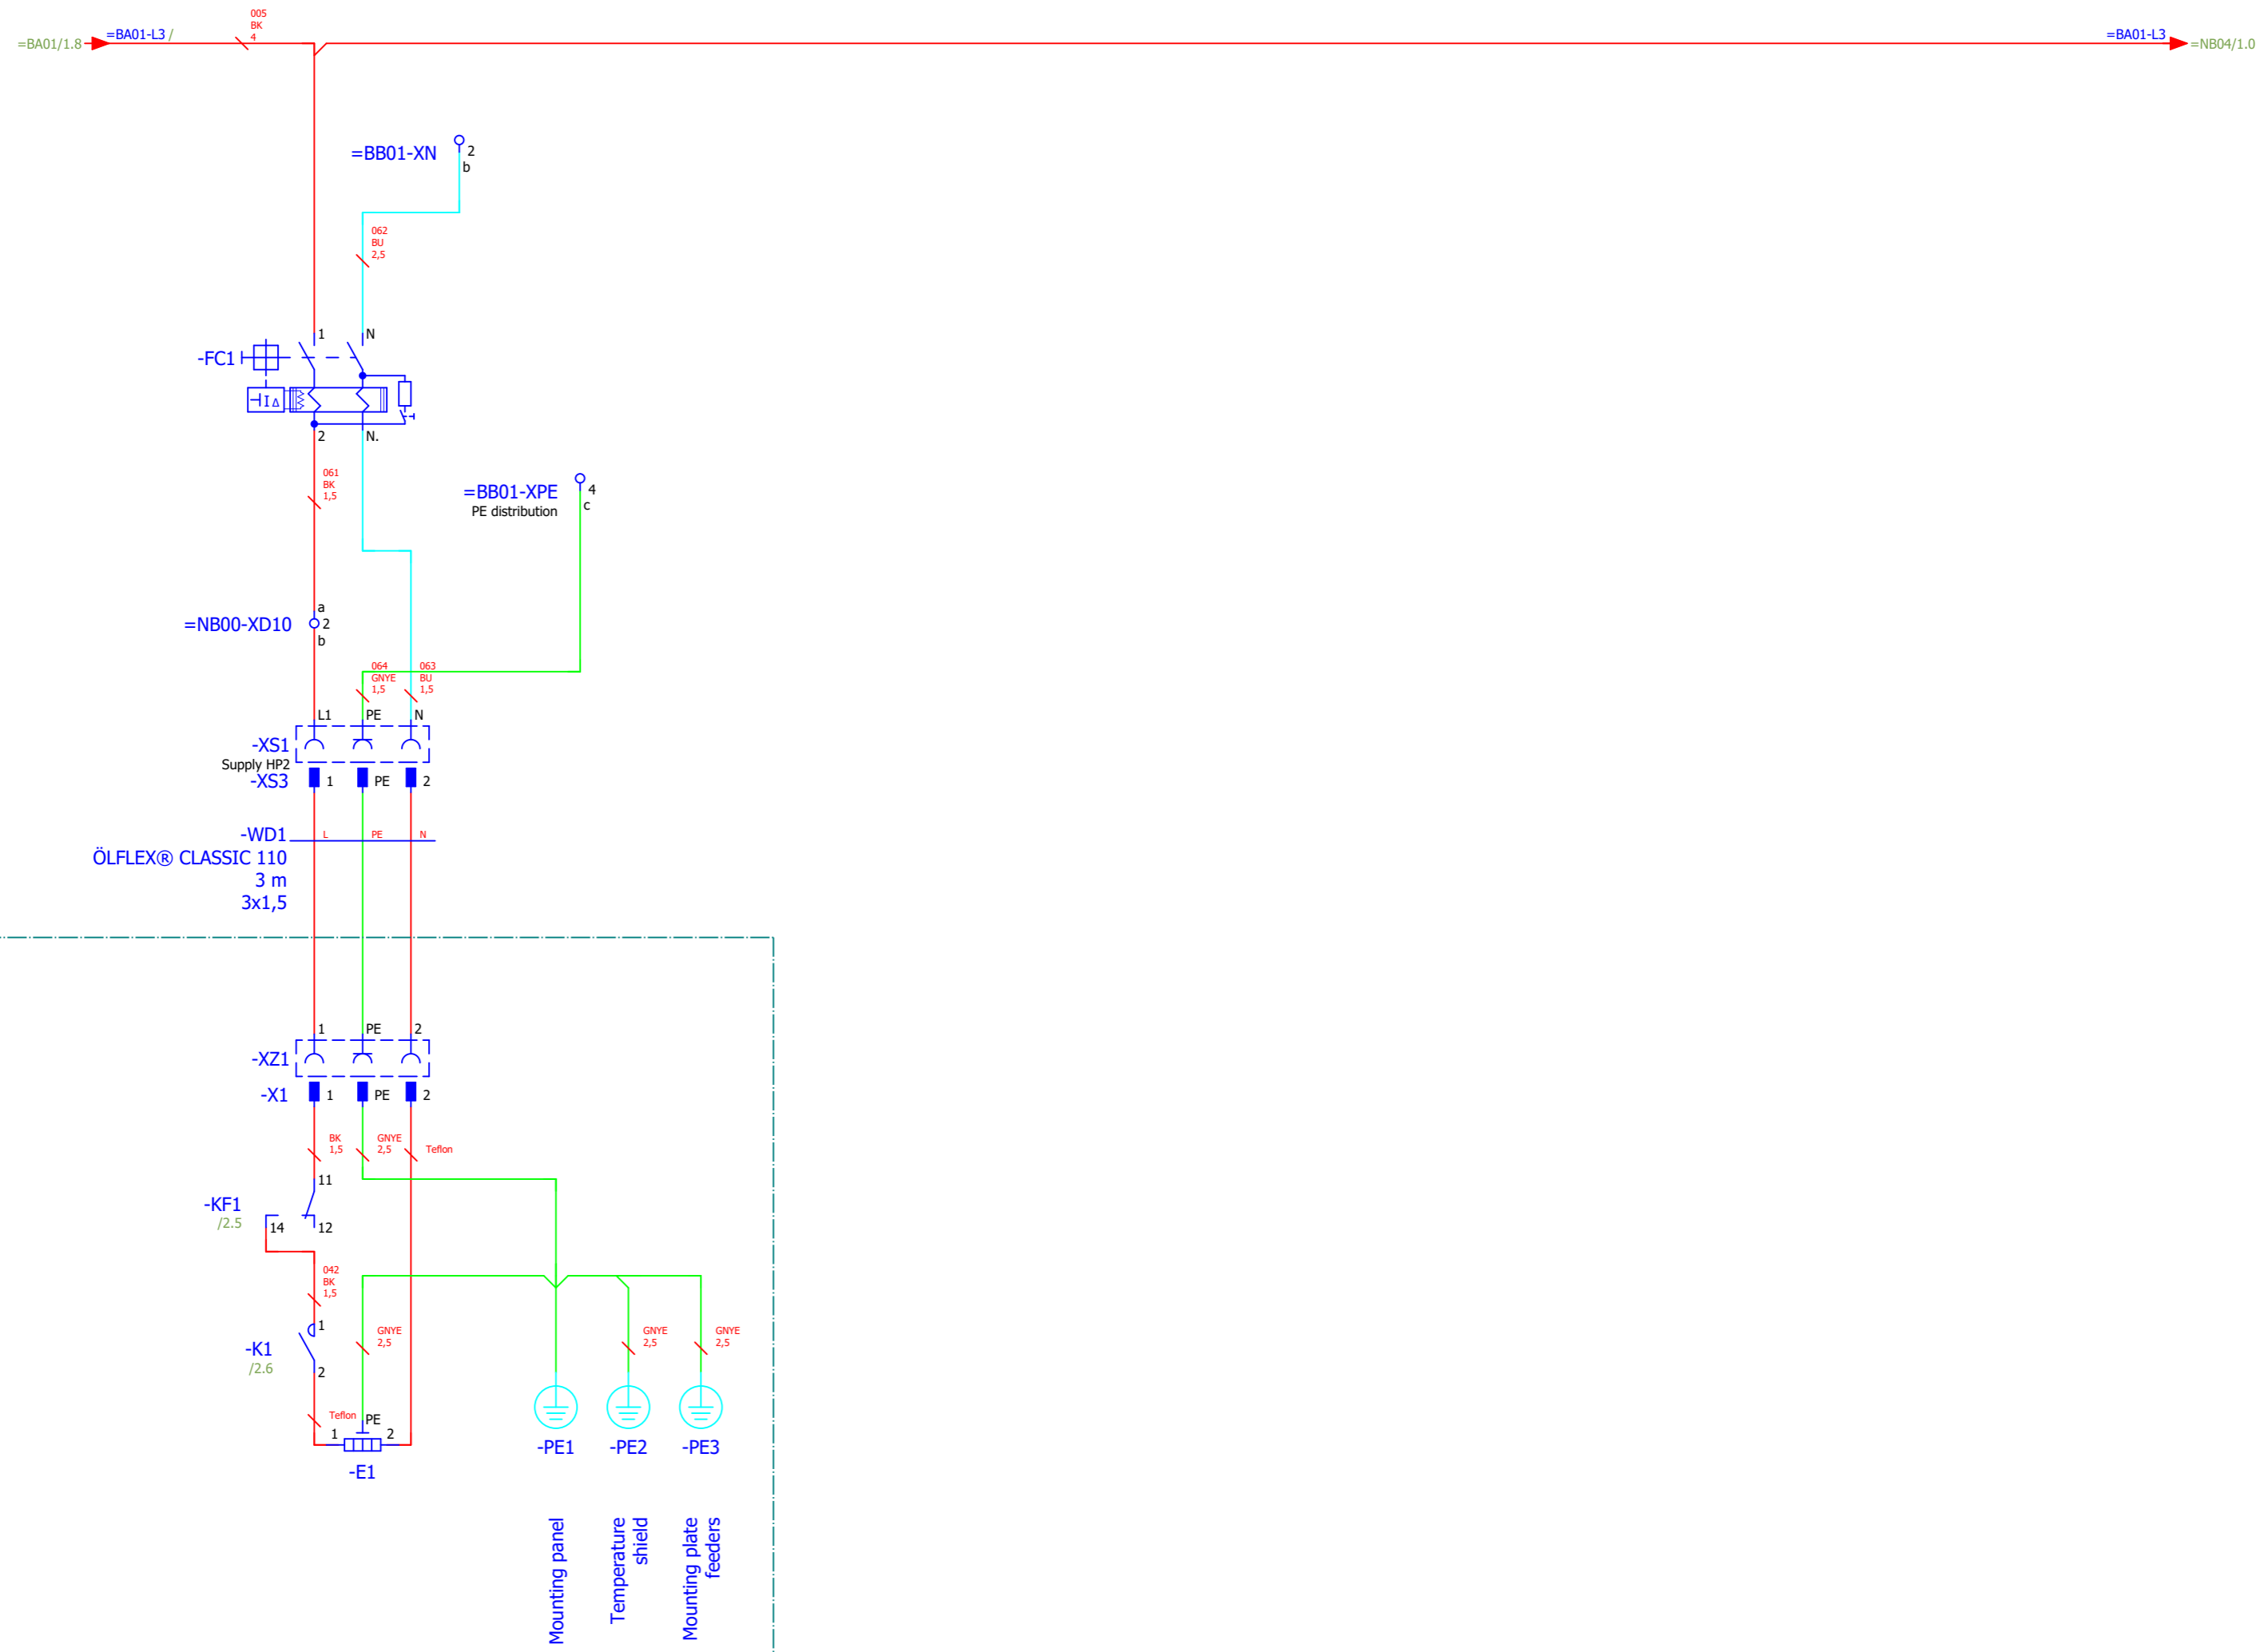 005
BK
4
=BA01/1.8
=BA01-L3 /
=BA01-L3
=NB04/1.0
=BB01-XN
2
b
062
BU
2,5
1
N
-FC1
I Δ
2
N.
061
BK
1,5
=BB01-XPE
4
PE distribution
c
a
=NB00-XD10
2
b
064
GNYE
1,5
063
BU
1,5
L1
PE
N
-XS1
Supply HP2
-XS3
1
PE
2
-WD1
L
PE
N
ÖLFLEX® CLASSIC 110
3 m
3x1,5
1
PE
2
-XZ1
-X1
1
PE
2
BK
1,5
GNYE
2,5
Teflon
11
-KF1
/2.5
14
12
042
BK
1,5
1
-K1
/2.6
2
GNYE
2,5
GNYE
2,5
GNYE
2,5
Teflon
PE
1
2
-E1
-PE1
-PE2
-PE3
Mounting panel
Temperature
shield
Mounting plate
feeders